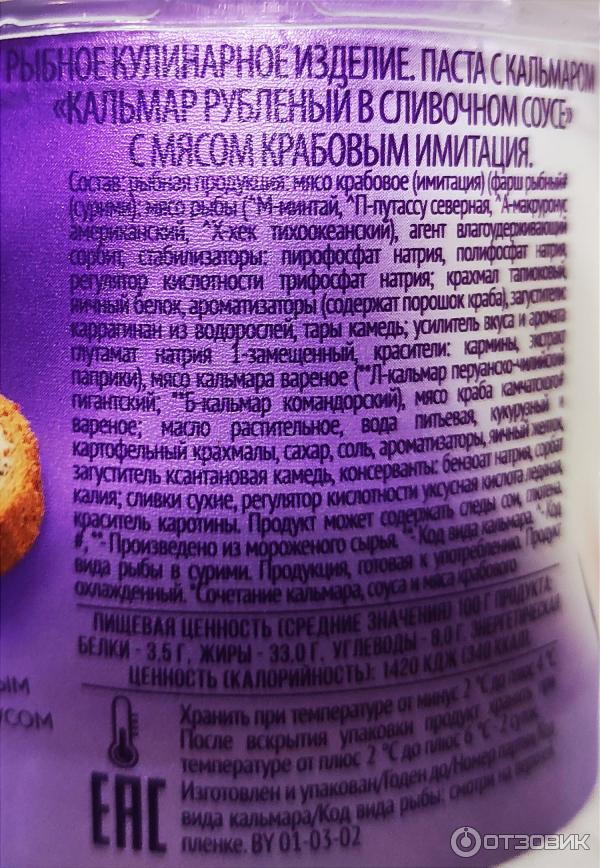 РЫБНОЕ КУЛИНАРНОЕ ИЗДЕЛИЕ. ПАСТА С КАЛЬМАРОМ
«КАЛЬМАР РУБЛЕНЫЙ В СЛИВОЧНОМ СОУСЕ»
С МЯСОМ КРАБОВЫМ ИМИТАЦИЯ.
Состав: рыбная продукция: мясо крабовое (имитация) (фарш рыбный#
(сурими): мясо рыбы (^М-минтай, ^П-путассу северная, ^А-макруронус
американский, ^Х-хек тихоокеанский), агент влагоудерживающий
сорбит, стабилизаторы: пирофосфат натрия, полифосфат натрия,
регулятор кислотности трифосфат натрия; крахмал тапиоковый,
яичный белок, ароматизаторы (содержат порошок краба), загустители:
каррагинан из водорослей, тары камедь; усилитель вкуса и аромата
глутамат натрия 1-замещенный, красители: кармины, экстракт
паприки), мясо кальмара вареное (**Л-кальмар перуанско-чилийский
гигантский; **Б-кальмар командорский), мясо краба камчатского
вареное; масло растительное, вода питьевая, кукурузный и
картофельный крахмалы, сахар, соль, ароматизаторы, яичный желток,
загуститель ксантановая камедь, консерванты: бензоат натрия, сорбат
калия; сливки сухие, регулятор кислотности уксусная кислота ледяная,
краситель каротины. Продукт может содержать следы сои, глютена.
#, **- Произведено из мороженого сырья. **- Код вида кальмара. ^- Код
вида рыбы в сурими. Продукция, готовая к употреблению. Продукт
охлажденный. *Сочетание кальмара, соуса и мяса крабового
ПИЩЕВАЯ ЦЕННОСТЬ (СРЕДНИЕ ЗНАЧЕНИЯ) 100 Г ПРОДУКТА:
БЕЛКИ - 3,5 Г, ЖИРЫ - 33,0 Г, УГЛЕВОДЫ - 8,0 Г. ЭНЕРГЕТИЧЕСКАЯ
ЦЕННОСТЬ (КАЛОРИЙНОСТЬ): 1420 КДЖ (340 ККАЛ).
ЫМ
УСОМ
Хранить при температуре от минус 2 °С до плюс 4 °С
После вскрытия упаковки продукт хранить при
температуре от плюс 2 °С до плюс 6 °С - 2 суток.
Изготовлен и упакован/Годен до/Номер партии/Код
вида кальмара/Код вида рыбы: смотри на верхней
пленке. BY 01-03-02
ЕАС
ОТЗОВИК